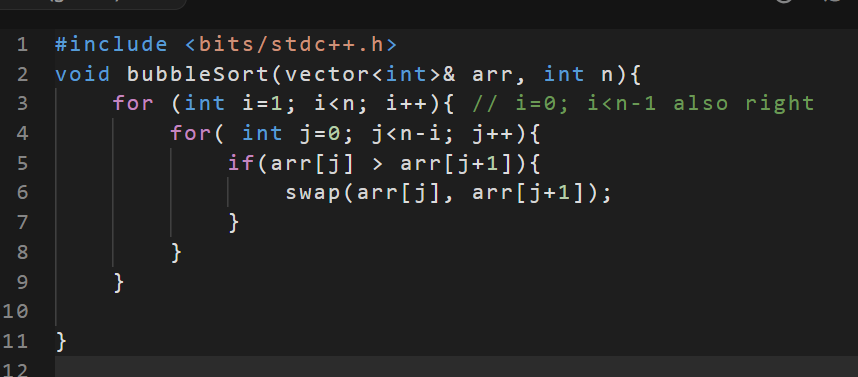 1 #include <bits/stdc++.h>
2 void bubbleSort(vector<int>& arr, int n){
3     for (int i=1; i<n; i++){ // i=0; i<n-1 also right
4         for( int j=0; j<n-i; j++){
5             if(arr[j] > arr[j+1]){
6                 swap(arr[j], arr[j+1]);
7             }
8         }
9     }
10
11 }
12